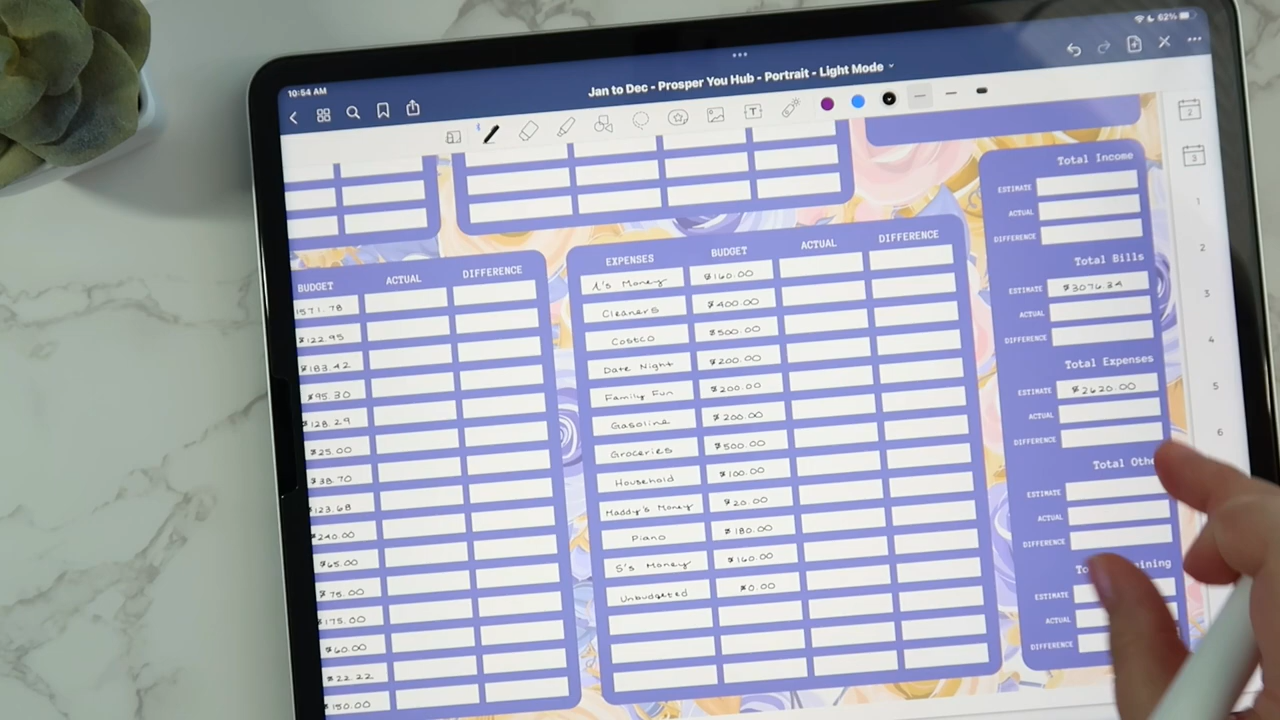 10:54 AM
62%
Jan to Dec - Prosper You Hub - Portrait - Light Mode
2
3
1
2
3
4
5
6
BUDGET ACTUAL DIFFERENCE
1571.78
$122.95
$183.42
$95.30
$128.29
$25.00
$38.70
$123.68
$240.00
$65.00
$75.00
$175.00
$60.00
$22.22
$150.00
EXPENSES BUDGET ACTUAL DIFFERENCE
A's Money $160.00
Cleaners $400.00
Costco $500.00
Date Night $200.00
Family Fun $200.00
Gasoline $200.00
Groceries $500.00
Household $100.00
Maddy's Money $20.00
Piano $180.00
S's Money $160.00
Unbudgeted $0.00
Total Income
ESTIMATE
ACTUAL
DIFFERENCE
Total Bills
ESTIMATE $3076.34
ACTUAL
DIFFERENCE
Total Expenses
ESTIMATE $2620.00
ACTUAL
DIFFERENCE
Total Othe
ESTIMATE
ACTUAL
DIFFERENCE
ESTIMATE
ACTUAL
DIFFERENCE